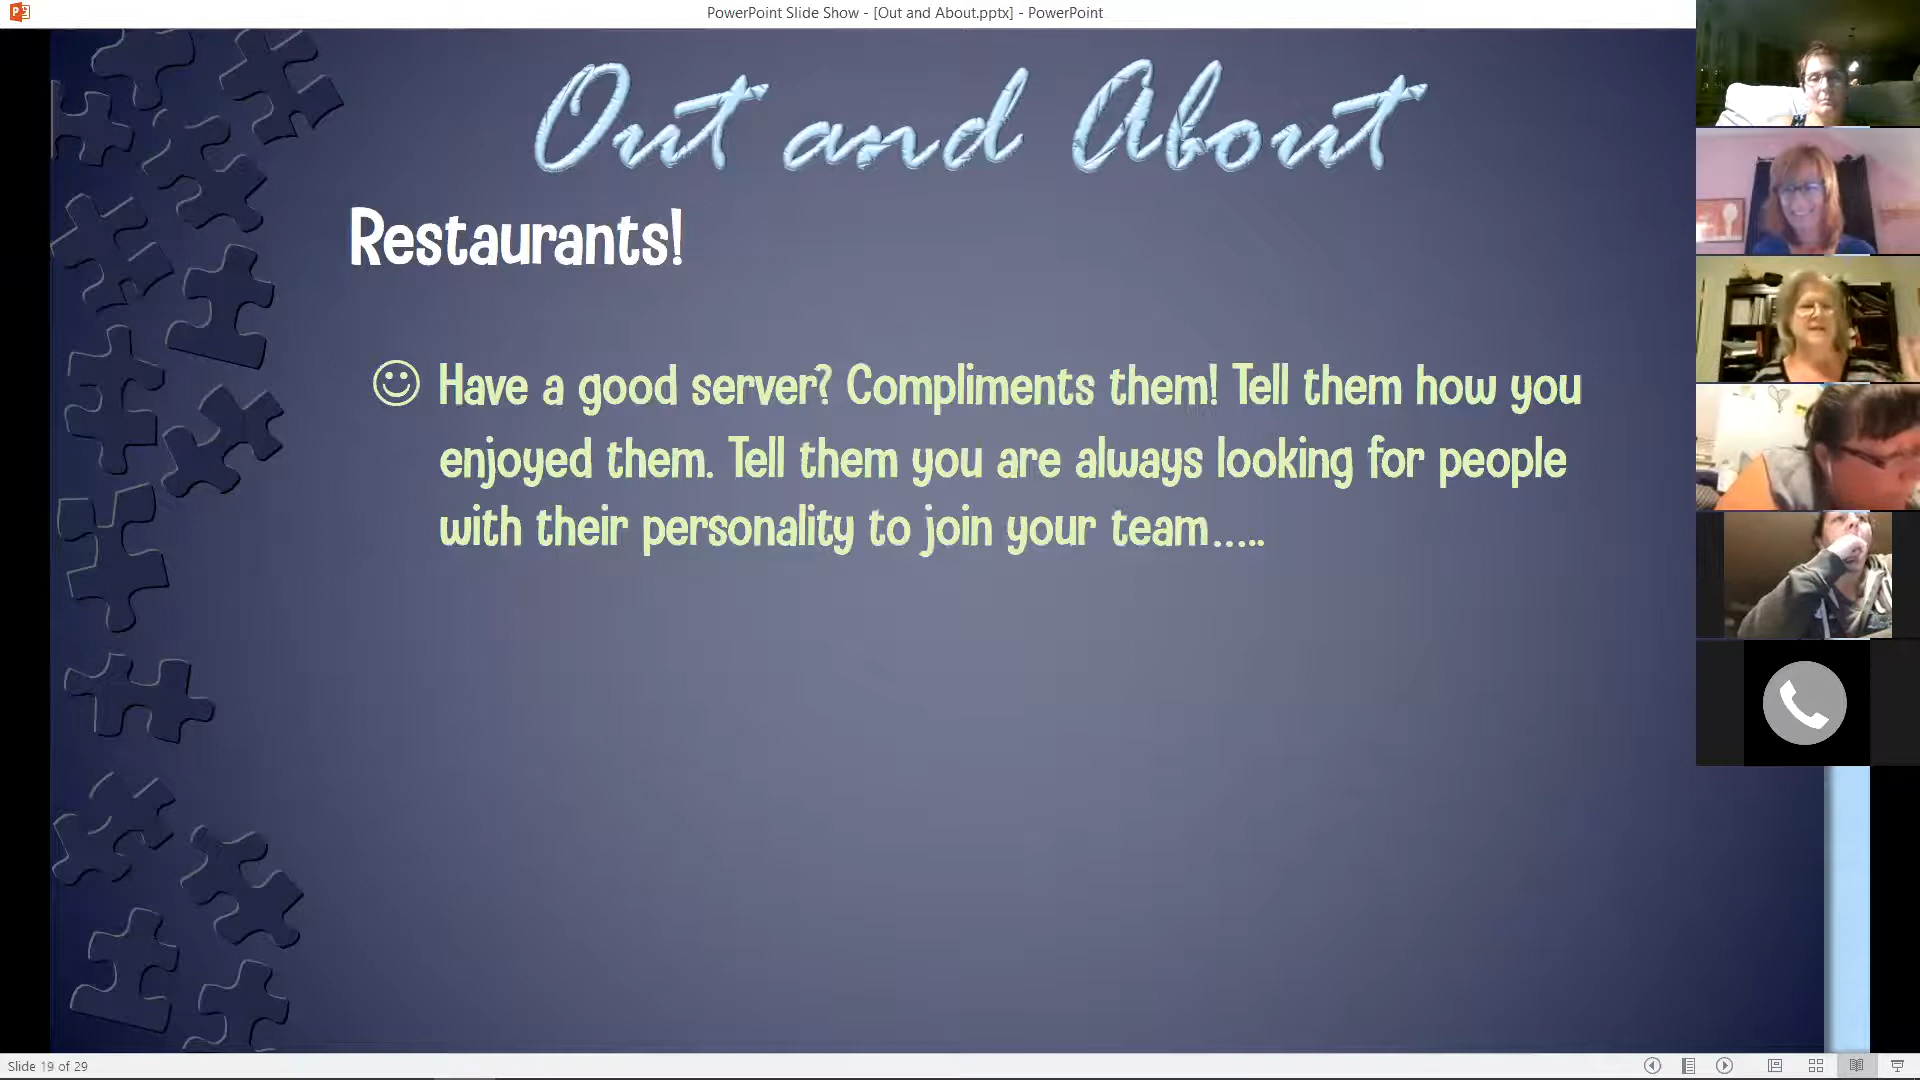 PowerPoint Slide Show - [Out and About.pptx] - PowerPoint
Out and About
Restaurants!
Have a good server? Compliments them! Tell them how you
enjoyed them. Tell them you are always looking for people
with their personality to join your team.....
Slide 19 of 29